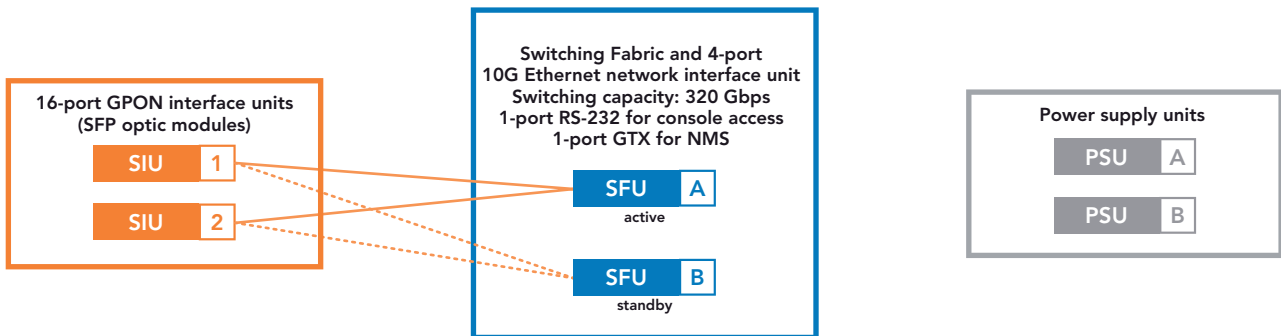 16-port GPON interface units
(SFP optic modules)
SIU 1
SIU 2
Switching Fabric and 4-port
10G Ethernet network interface unit
Switching capacity: 320 Gbps
1-port RS-232 for console access
1-port GTX for NMS
SFU A
active
SFU B
standby
Power supply units
PSU A
PSU B